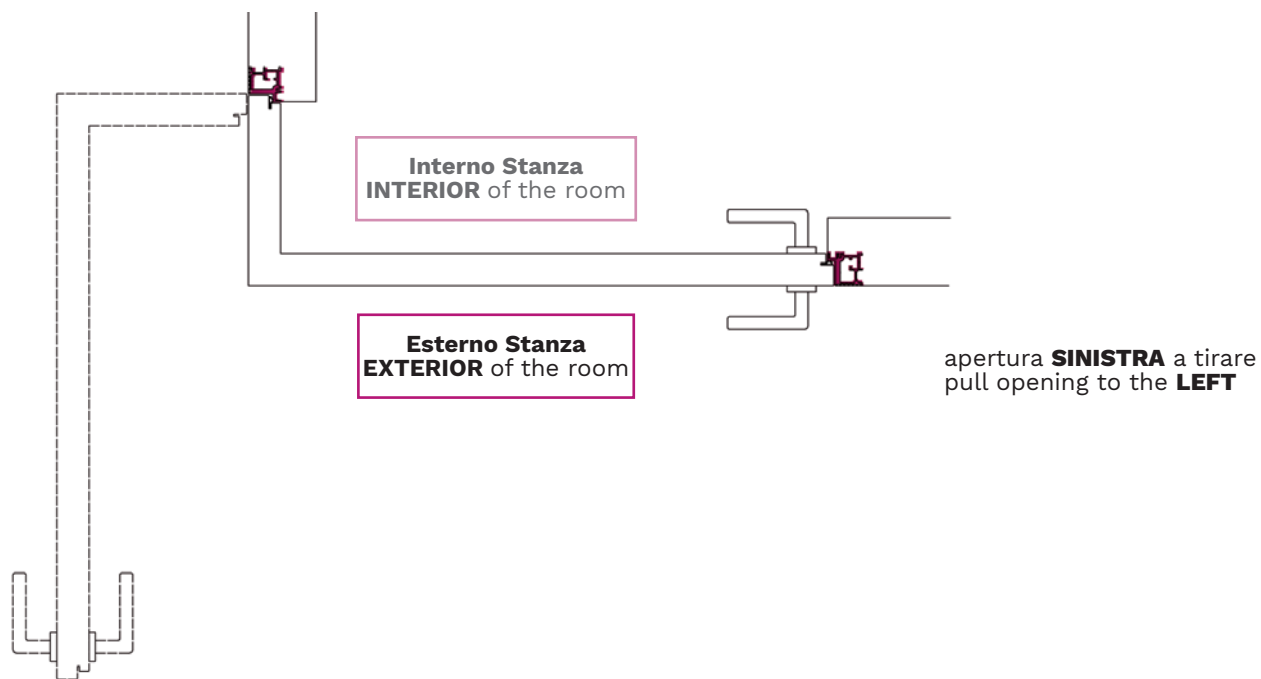 Interno Stanza
INTERIOR of the room
Esterno Stanza
EXTERIOR of the room
apertura SINISTRA a tirare
pull opening to the LEFT